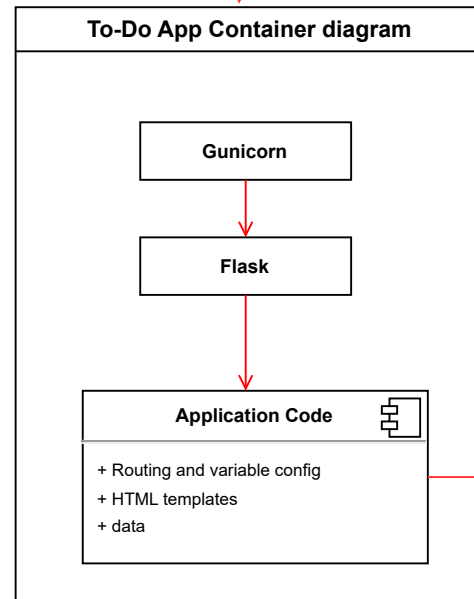 To-Do App Container diagram
Gunicorn
Flask
Application Code
+ Routing and variable config
+ HTML templates
+ data